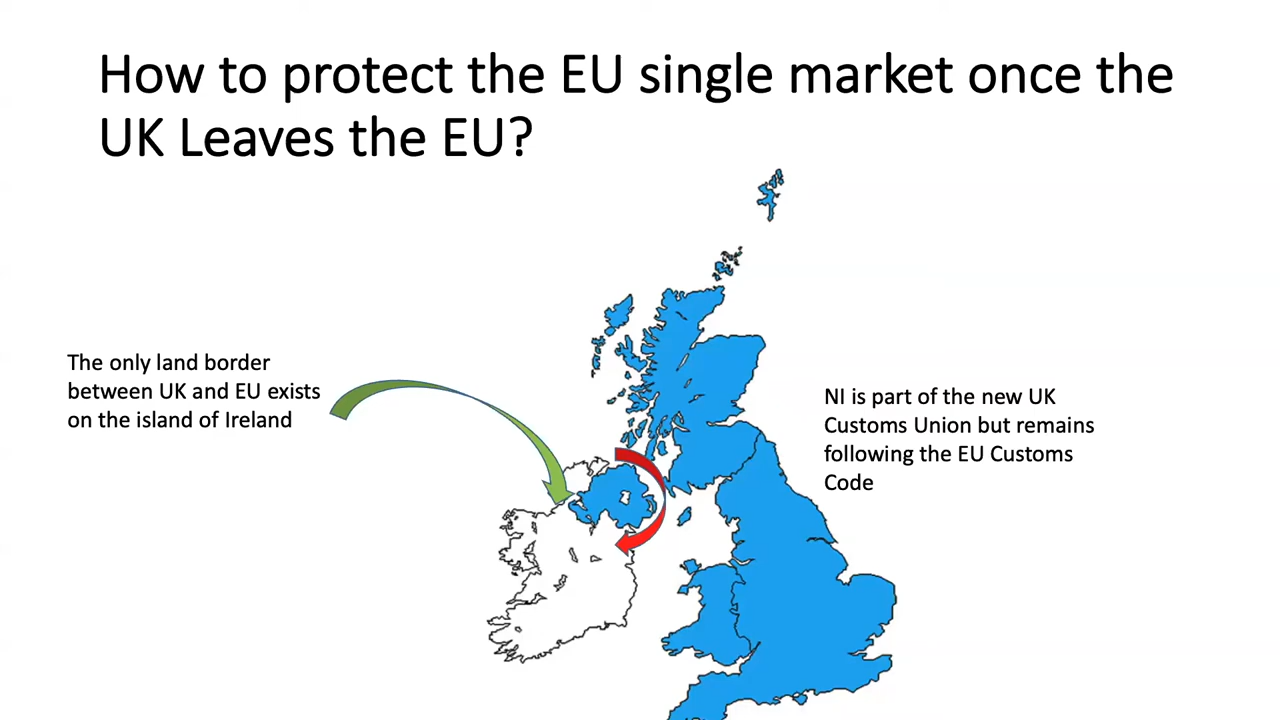 How to protect the EU single market once the
UK Leaves the EU?
The only land border
between UK and EU exists
on the island of Ireland
NI is part of the new UK
Customs Union but remains
following the EU Customs
Code